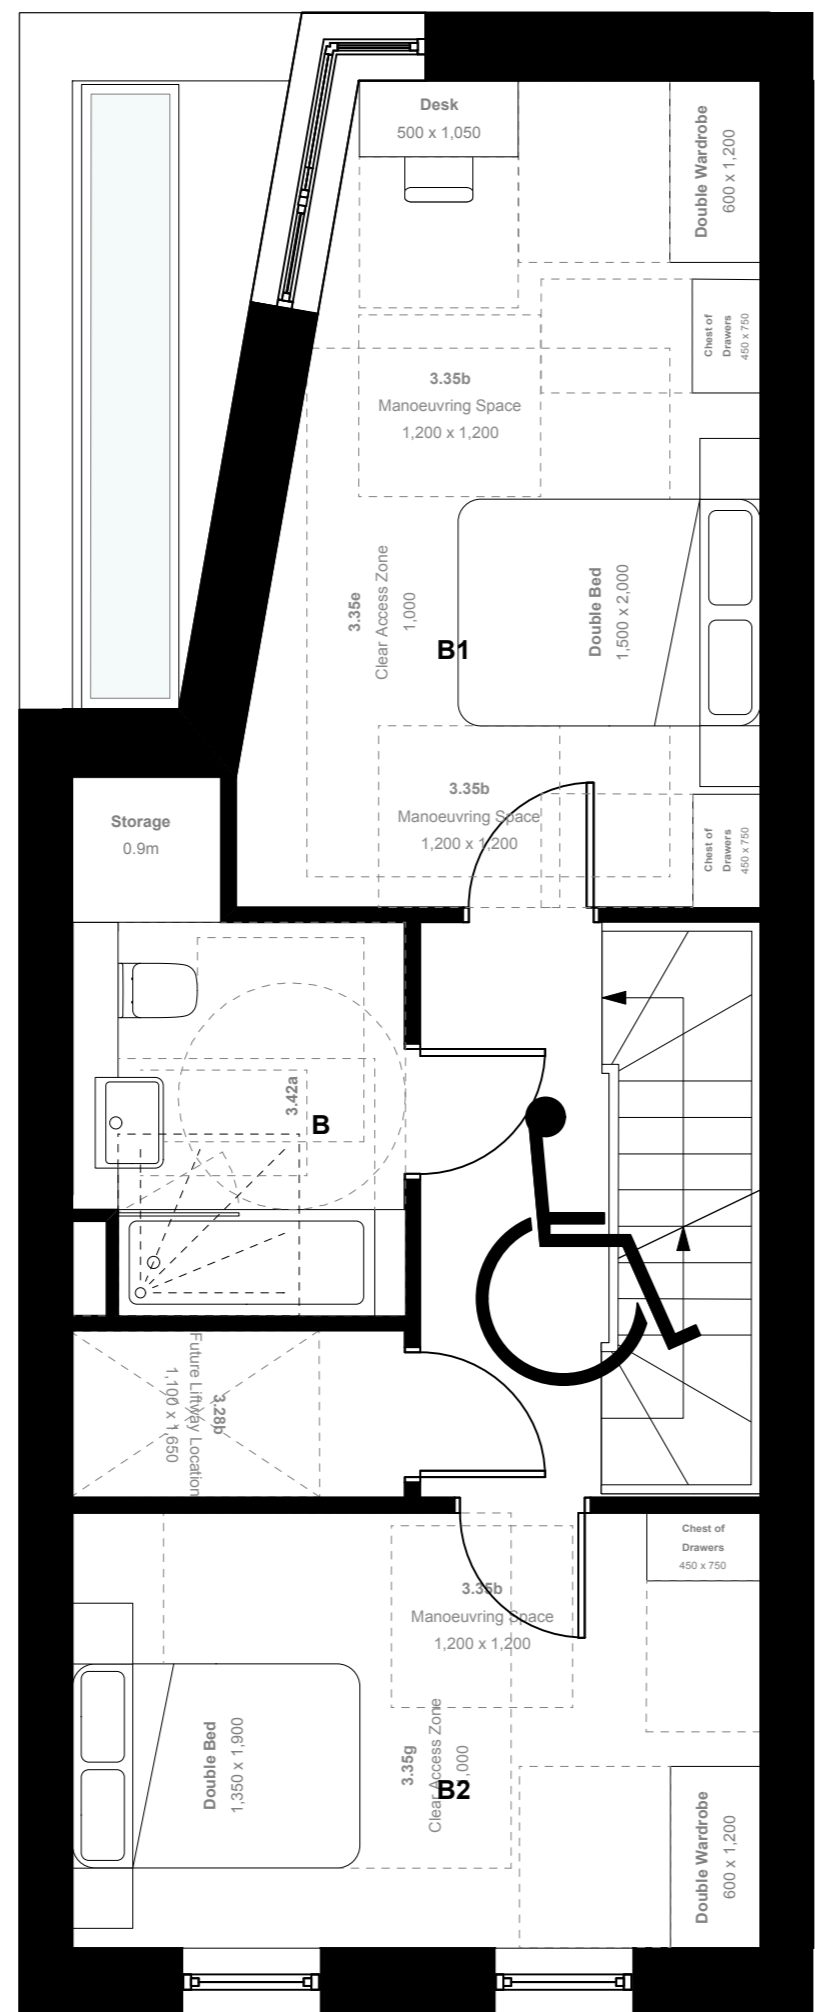 Desk
500 x 1,050
Double Wardrobe
600 x 1,200
Chest of
Drawers
450 x 750
3.35b
Manoeuvring Space
1,200 x 1,200
3.35e
Clear Access Zone
1,000
B1
Double Bed
1,500 x 2,000
3.35b
Manoeuvring Space
1,200 x 1,200
Chest of
Drawers
450 x 750
Storage
0.9m
3.42a
B
3.28b
Future Liftway Location
1,100 x 1,650
Chest of
Drawers
450 x 750
3.35b
Manoeuvring Space
1,200 x 1,200
Double Bed
1,350 x 1,900
3.35g
Clear Access Zone
,000
B2
Double Wardrobe
600 x 1,200